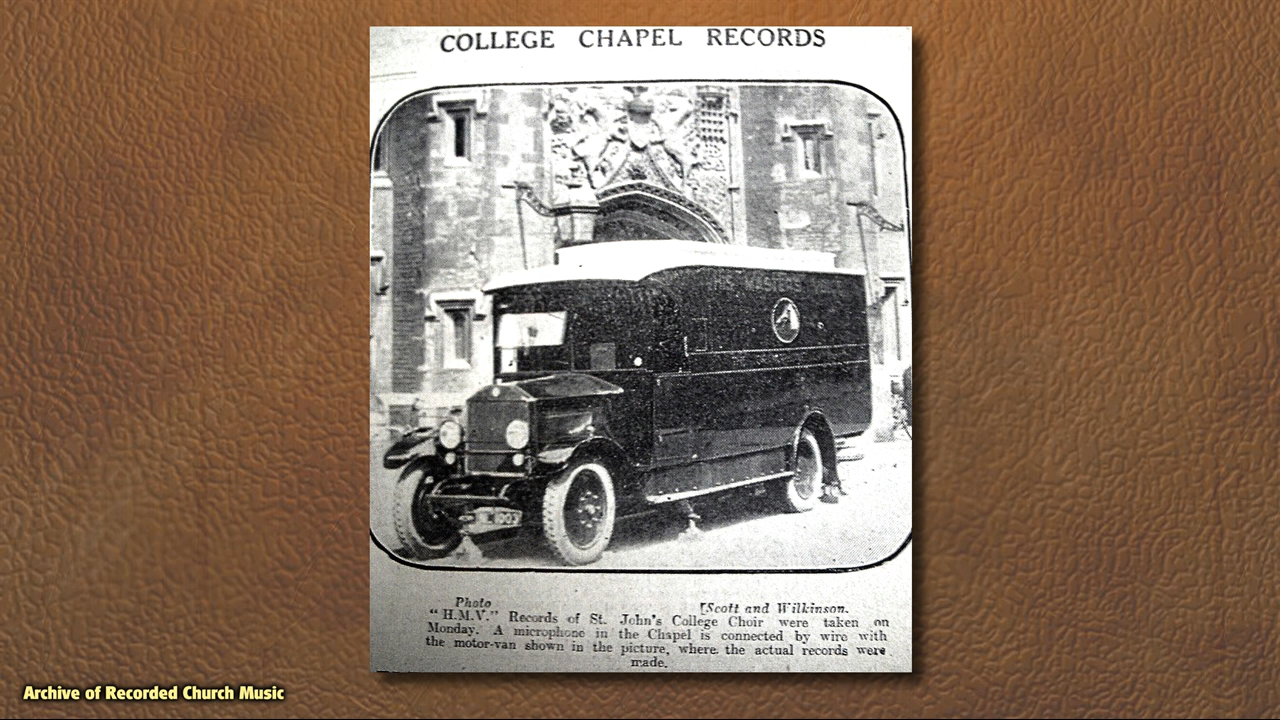 COLLEGE CHAPEL RECORDS
HIS MASTERS
Photo [Scott and Wilkinson.
"H.M.V." Records of St. John's College Choir were taken on
Monday. A microphone in the Chapel is connected by wire with
the motor-van shown in the picture, where the actual records were
made.
Archive of Recorded Church Music